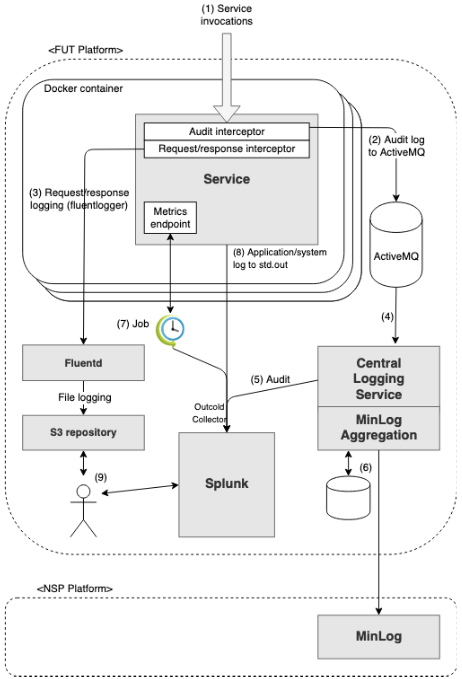 (1) Service
invocations
<FUT Platform>
Docker container
Audit interceptor
Request/response interceptor
(2) Audit log
to ActiveMQ
Service
(3) Request/response
logging (fluentlogger)
Metrics
endpoint
(8) Application/system
log to std.out
ActiveMQ
(7) Job
(4)
Fluentd
Central
Logging
Service
(5) Audit
File logging
Outcold
Collector
S3 repository
MinLog
Aggregation
(9)
Splunk
(6)
<NSP Platform>
MinLog